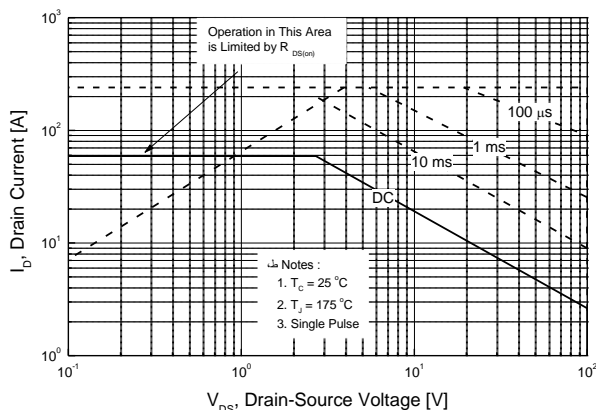 Operation in This Area
is Limited by R DS(on)
10³
10²
10¹
10⁰
I_D, Drain Current [A]
100 μs
1 ms
10 ms
DC
Notes :
1. T_C = 25 °C
2. T_J = 175 °C
3. Single Pulse
10⁻¹
10⁰
10¹
10²
V_DS, Drain-Source Voltage [V]